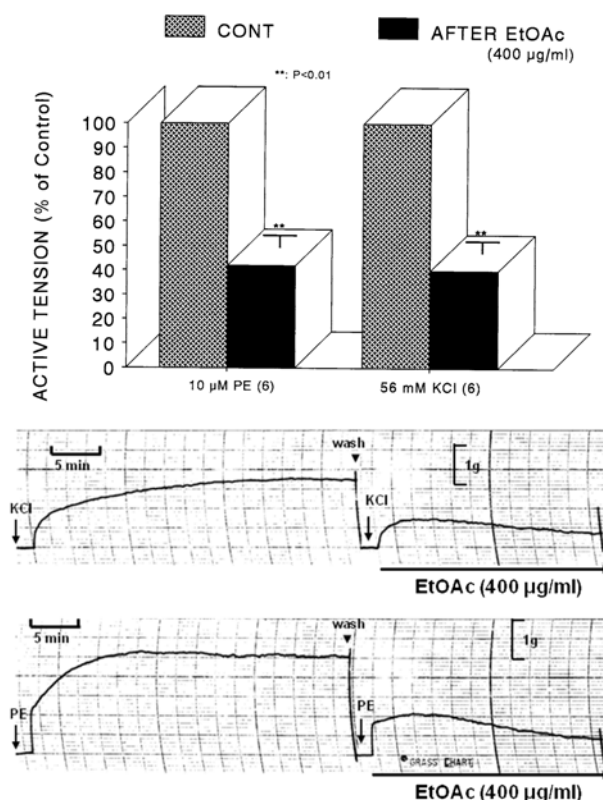 CONT
AFTER EtOAc
(400 µg/ml)
**: P<0.01
ACTIVE TENSION (% of Control)
100
90
80
70
60
50
40
30
20
10
0
**
**
10 µM PE (6)
56 mM KCl (6)
5 min
wash
1g
KCl
KCl
EtOAc (400 µg/ml)
5 min
wash
1g
PE
PE
GRASS CHART
EtOAc (400 µg/ml)